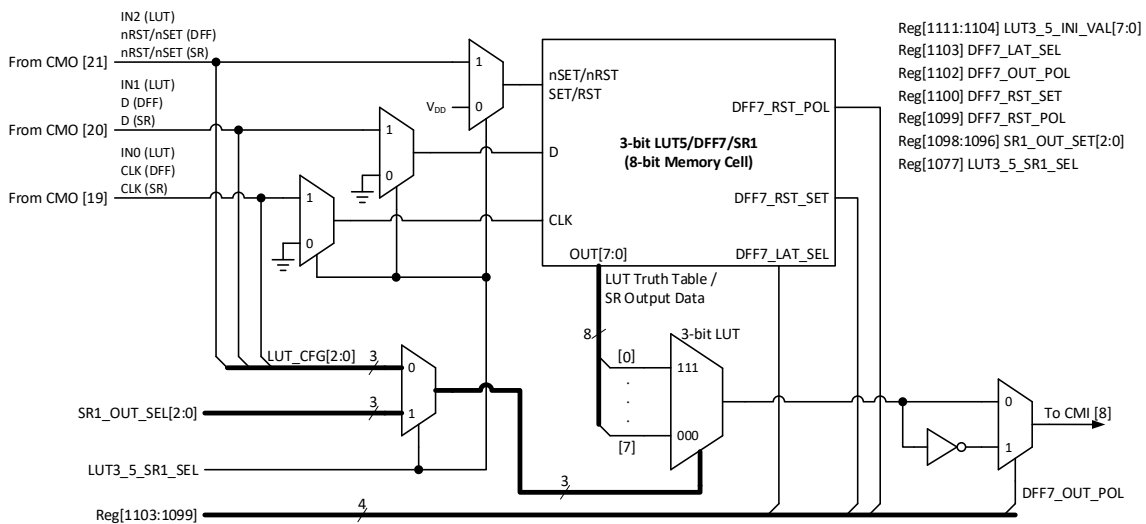 IN2 (LUT)
nRST/nSET (DFF)
nRST/nSET (SR)
From CMO [21]
IN1 (LUT)
D (DFF)
D (SR)
From CMO [20]
IN0 (LUT)
CLK (DFF)
CLK (SR)
From CMO [19]
1
VDD
0
1
0
1
0
nSET/nRST
SET/RST
D
CLK
3-bit LUT5/DFF7/SR1
(8-bit Memory Cell)
DFF7_RST_POL
DFF7_RST_SET
OUT[7:0]
DFF7_LAT_SEL
Reg[1111:1104] LUT3_5_INI_VAL[7:0]
Reg[1103] DFF7_LAT_SEL
Reg[1102] DFF7_OUT_POL
Reg[1100] DFF7_RST_SET
Reg[1099] DFF7_RST_POL
Reg[1098:1096] SR1_OUT_SET[2:0]
Reg[1077] LUT3_5_SR1_SEL
LUT Truth Table /
SR Output Data
8
3-bit LUT
[0]
111
.
.
.
.
[7]
000
LUT_CFG[2:0]
3
0
SR1_OUT_SEL[2:0]
3
1
LUT3_5_SR1_SEL
3
0
To CMI [8]
1
DFF7_OUT_POL
Reg[1103:1099]
4